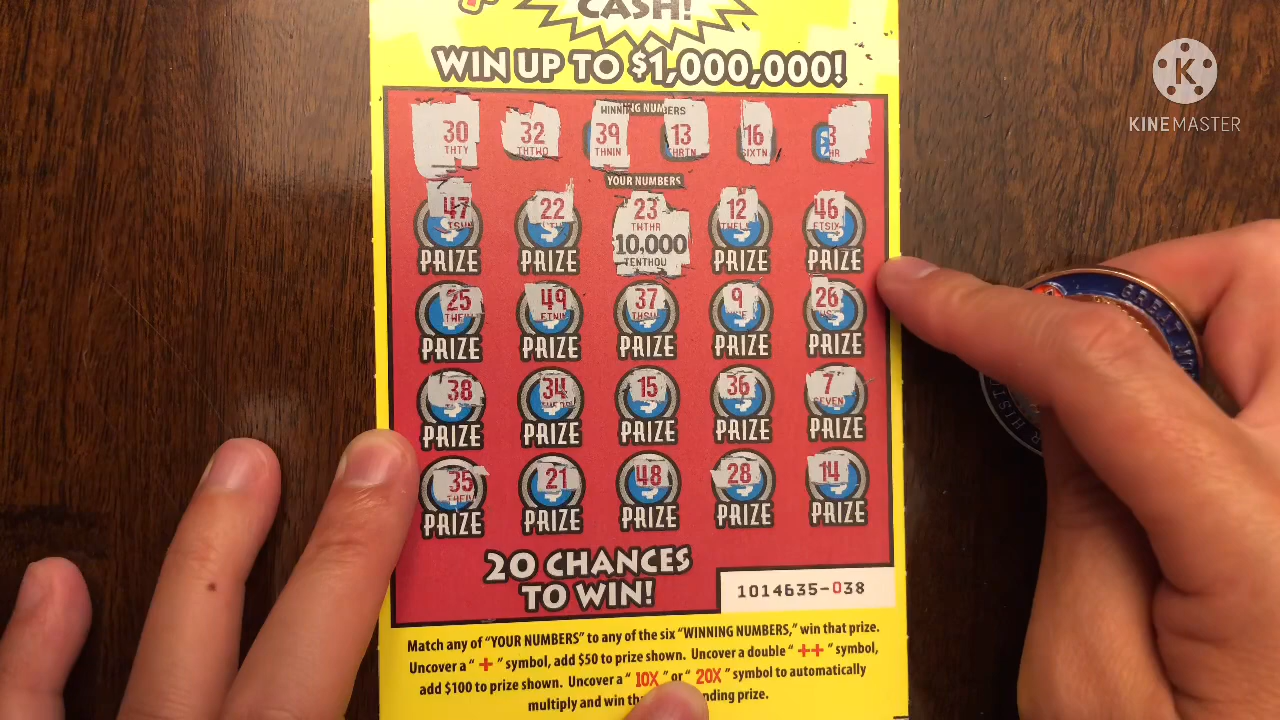 CASH!
WIN UP TO $1,000,000!
K
KINEMASTER
WINNING NUMBERS
30 32 39 13 16 3
THTY THTWO THNIN THRTN SIXTN HR
YOUR NUMBERS
47 22 23 12 46
TWTHR
10,000
TENTHOU
PRIZE PRIZE PRIZE PRIZE
25 49 37 9 26
PRIZE PRIZE PRIZE PRIZE PRIZE
38 34 15 36 7
SEVEN
PRIZE PRIZE PRIZE PRIZE PRIZE
35 21 48 28 14
PRIZE PRIZE PRIZE PRIZE PRIZE
20 CHANCES
TO WIN!
1014635-038
Match any of "YOUR NUMBERS" to any of the six "WINNING NUMBERS," win that prize.
Uncover a "+" symbol, add $50 to prize shown. Uncover a double "++" symbol,
add $100 to prize shown. Uncover a "10X" or "20X" symbol to automatically
multiply and win prize.